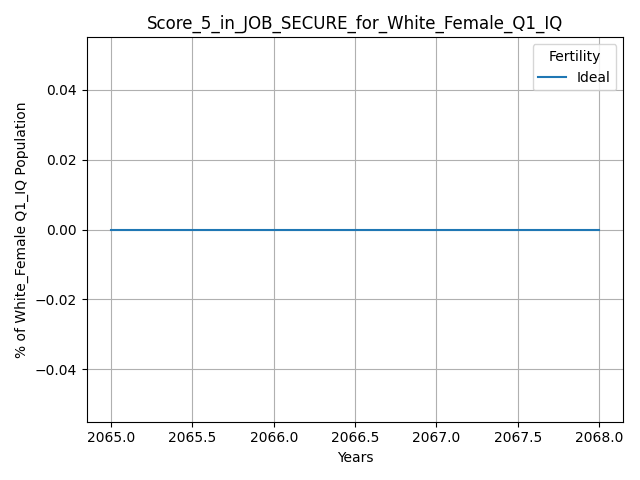 Score_5_in_JOB_SECURE_for_White_Female_Q1_IQ
Fertility
Ideal
% of White_Female Q1_IQ Population
0.04
0.02
0.00
−0.02
−0.04
2065.0 2065.5 2066.0 2066.5 2067.0 2067.5 2068.0
Years